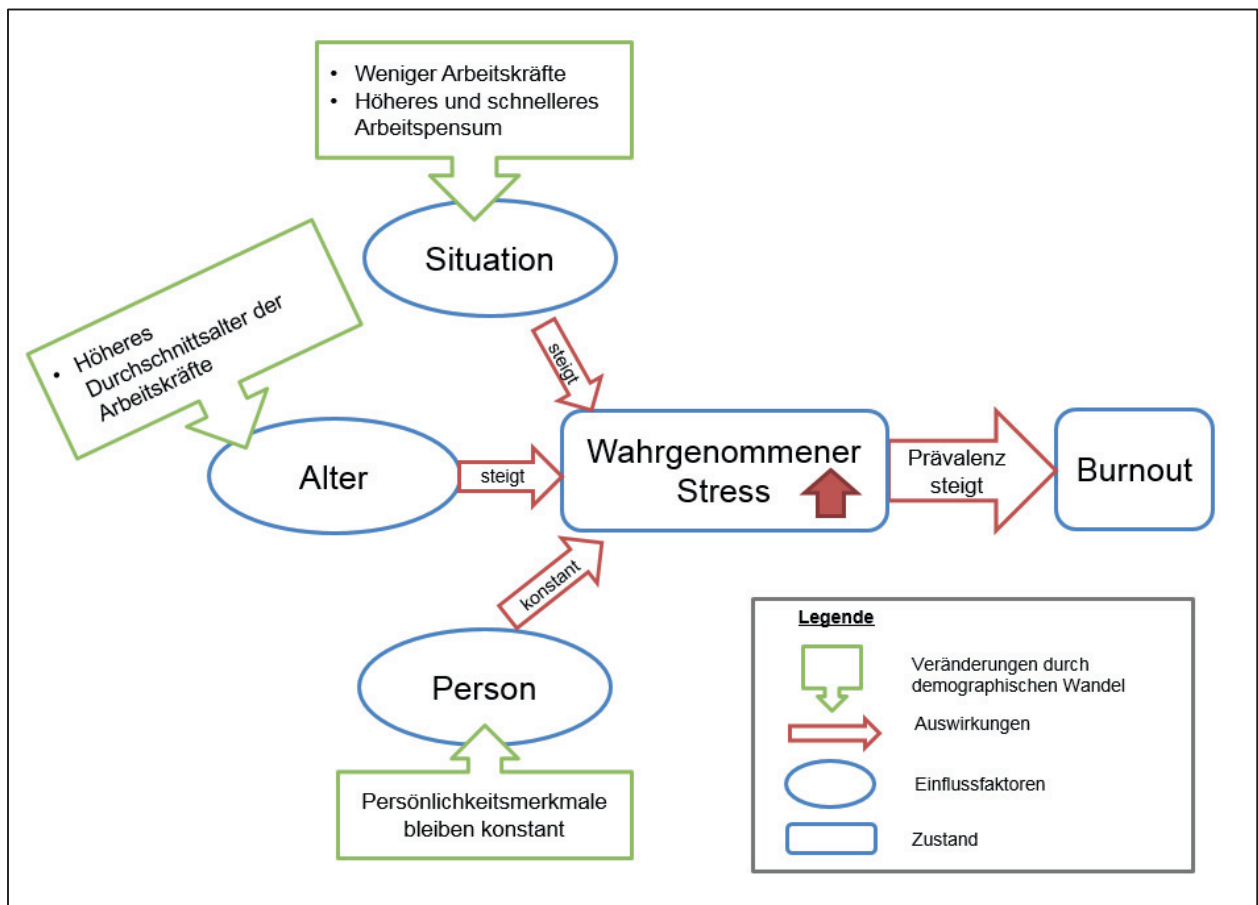 • Weniger Arbeitskräfte
• Höheres und schnelleres
Arbeitspensum
Situation
steigt
• Höheres
Durchschnittsalter der
Arbeitskräfte
Alter
steigt
Wahrgenommener
Stress
Prävalenz
steigt
Burnout
konstant
Person
Persönlichkeitsmerkmale
bleiben konstant
Legende
Veränderungen durch
demographischen Wandel
Auswirkungen
Einflussfaktoren
Zustand